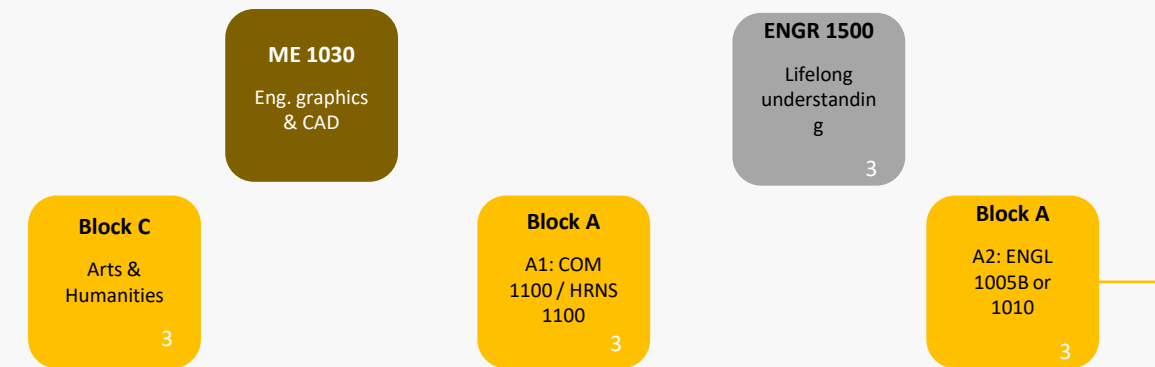 ME 1030
Eng. graphics
& CAD
ENGR 1500
Lifelong
understandin
g
3
Block C
Arts &
Humanities
3
Block A
A1: COM
1100 / HRNS
1100
3
Block A
A2: ENGL
1005B or
1010
3